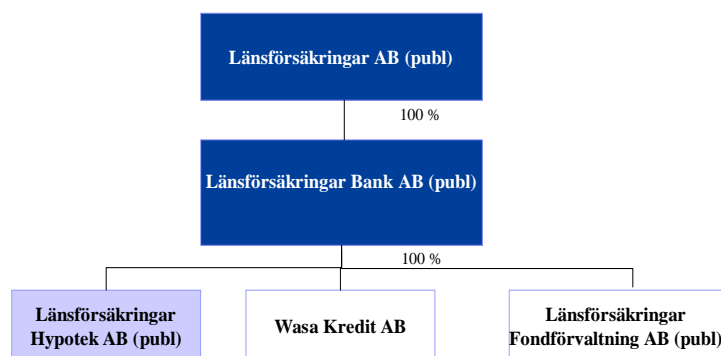 Länsförsäkringar AB (publ)
100 %
Länsförsäkringar Bank AB (publ)
100 %
Länsförsäkringar
Hypotek AB (publ)
Wasa Kredit AB
Länsförsäkringar
Fondförvaltning AB (publ)